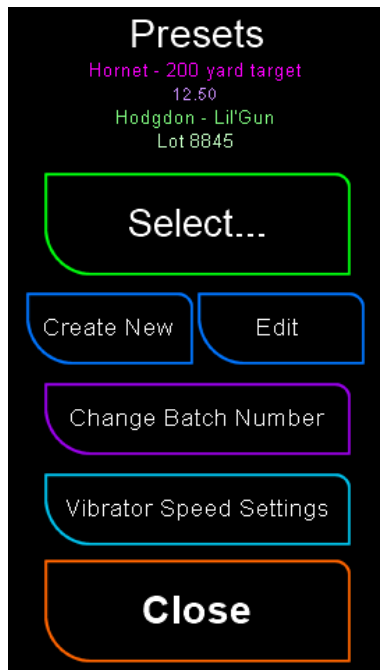 Presets
Hornet - 200 yard target
12.50
Hodgdon - Lil'Gun
Lot 8845
Select...
Create New
Edit
Change Batch Number
Vibrator Speed Settings
Close